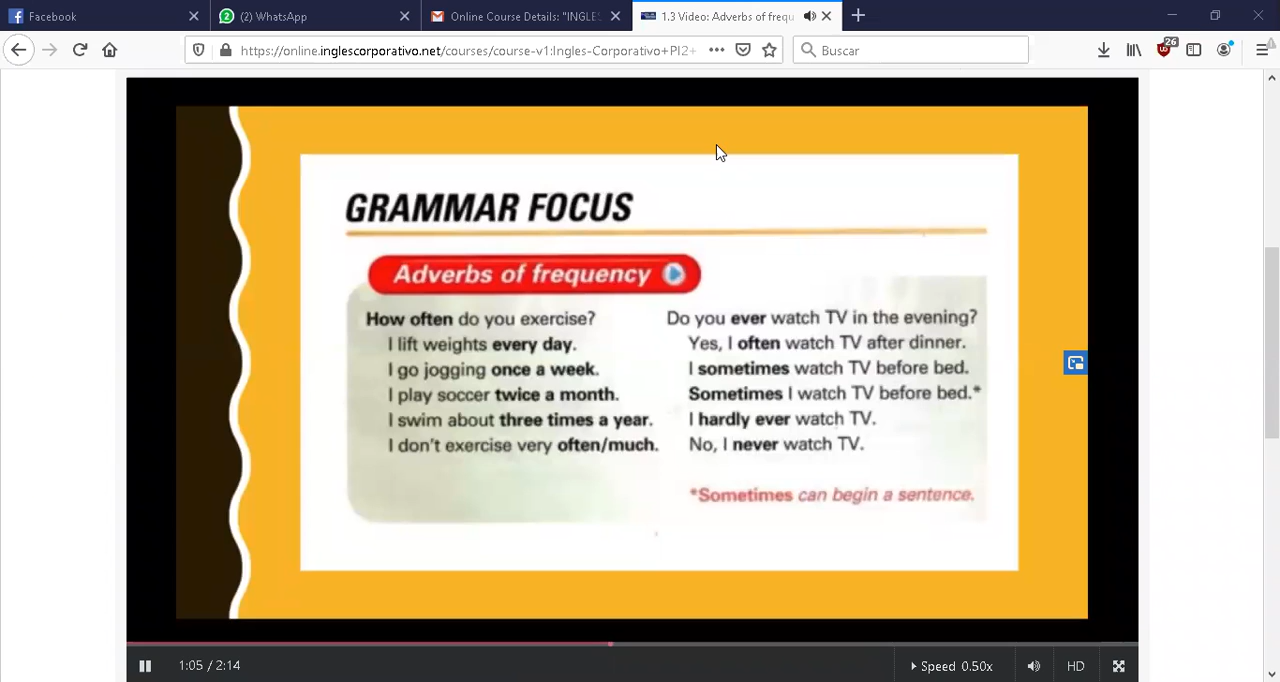 Facebook
(2) WhatsApp
Online Course Details: "INGLES
1.3 Video: Adverbs of frequ
https://online.inglescorporativo.net/courses/course-v1:Ingles-Corporativo+PI2+
Buscar
26
GRAMMAR FOCUS
Adverbs of frequency
How often do you exercise?
I lift weights every day.
I go jogging once a week.
I play soccer twice a month.
I swim about three times a year.
I don't exercise very often/much.
Do you ever watch TV in the evening?
Yes, I often watch TV after dinner.
I sometimes watch TV before bed.
Sometimes I watch TV before bed.*
I hardly ever watch TV.
No, I never watch TV.
*Sometimes can begin a sentence.
1:05 / 2:14
Speed 0.50x
HD